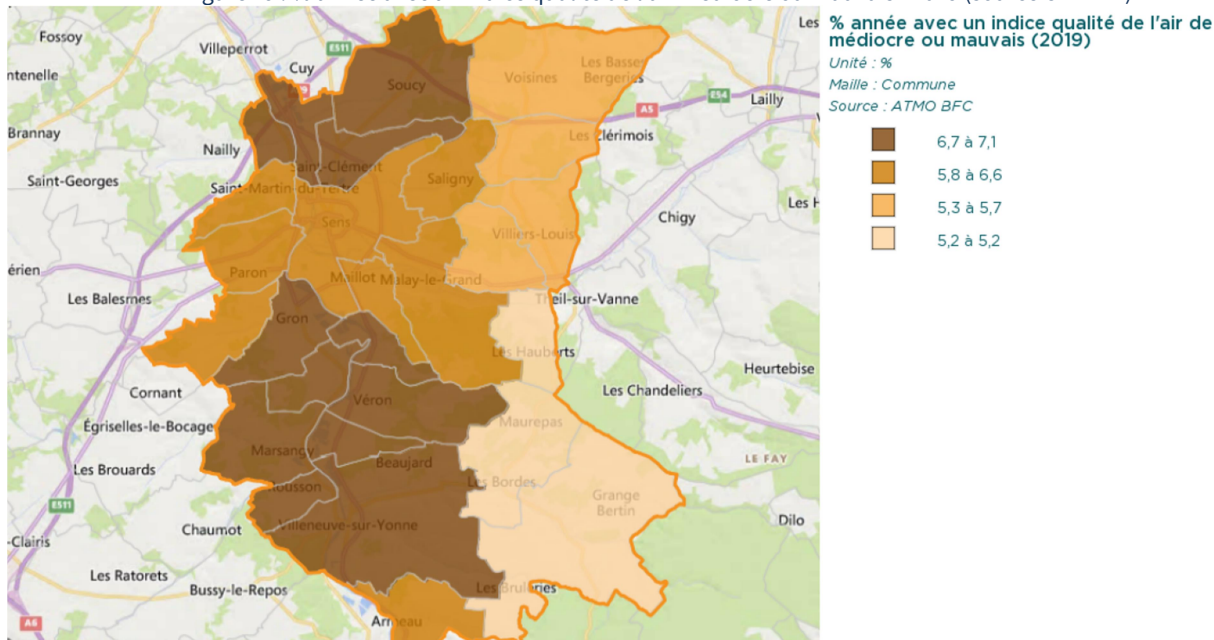 % année avec un indice qualité de l'air de
médiocre ou mauvais (2019)
Unité : %
Maille : Commune
Source : ATMO BFC
6,7 à 7,1
5,8 à 6,6
5,3 à 5,7
5,2 à 5,2
Fossoy
Villeperrot
E511
Les
Cuy
Les Basses
Bergeries
Voisines
Soucy
E54
Lailly
A5
Brannay
Les Clérimois
Nailly
Saint-Clément
Saint-Georges
Saligny
Saint-Martin-du-Tertre
Chigy
Sens
Villiers-Louis
érien
Paron
Maillot
Malay-le-Grand
Les Balesmes
Theil-sur-Vanne
Gron
Les Hauberts
Heurtebise
Cornant
Les Chandeliers
Véron
Maurepas
Égriselles-le-Bocage
Marsangy
Beaujard
LE FAY
Les Brouards
Rousson
Les Bordes
Grange
Bertin
E511
Villeneuve-sur-Yonne
Chaumot
Dilo
-Clairis
Les Ratorets
Bussy-le-Repos
Les Brûleries
A6
Armeau